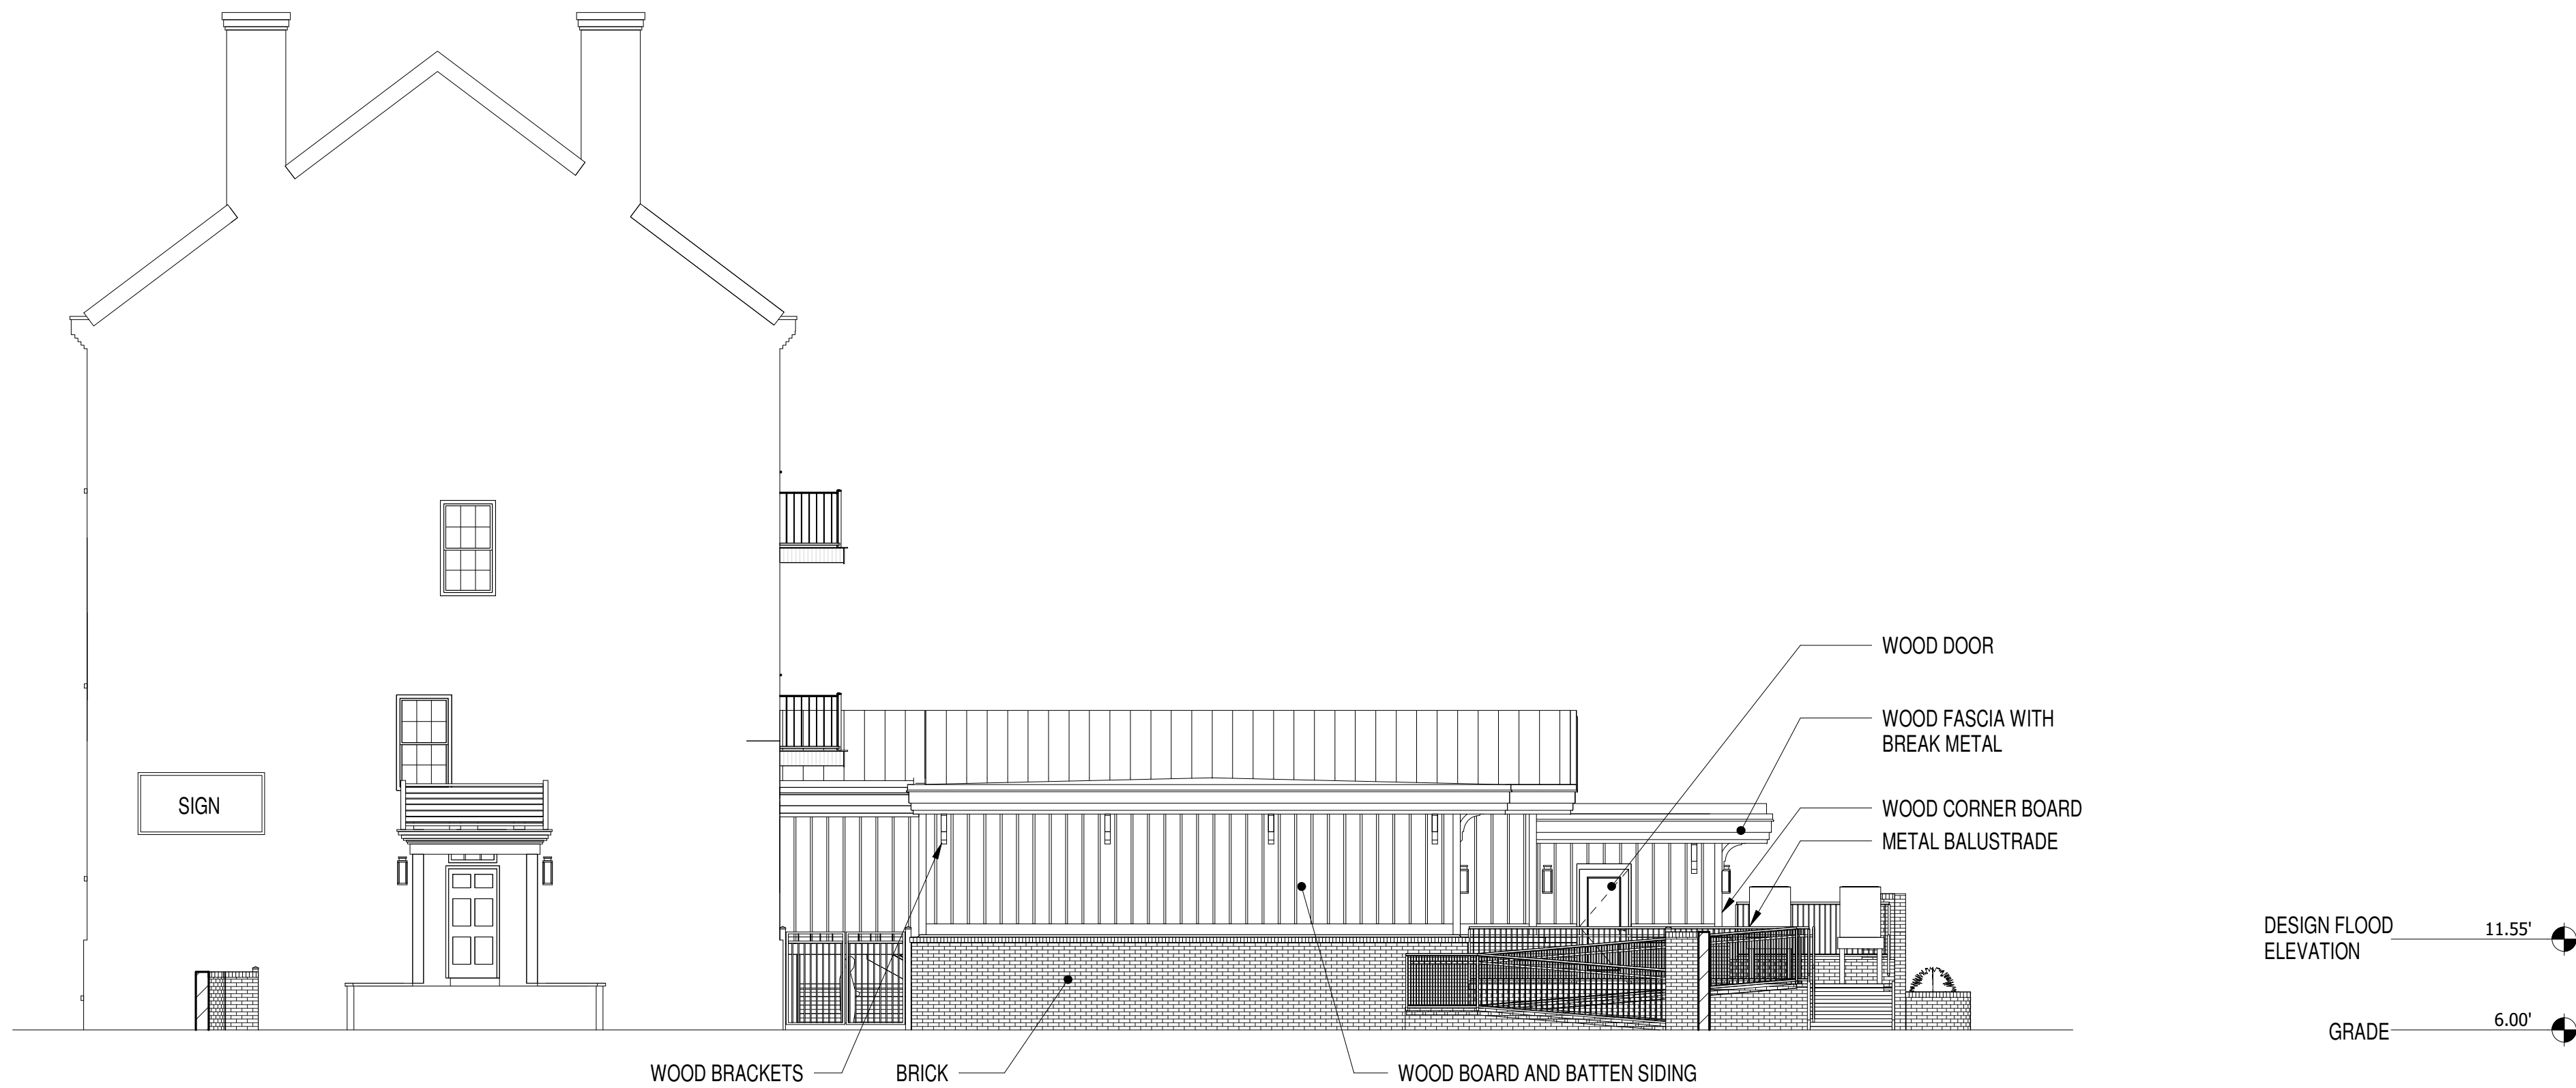 WOOD DOOR
WOOD FASCIA WITH
BREAK METAL
SIGN
WOOD CORNER BOARD
METAL BALUSTRADE
DESIGN FLOOD
ELEVATION
11.55'
GRADE
6.00'
WOOD BRACKETS
BRICK
WOOD BOARD AND BATTEN SIDING